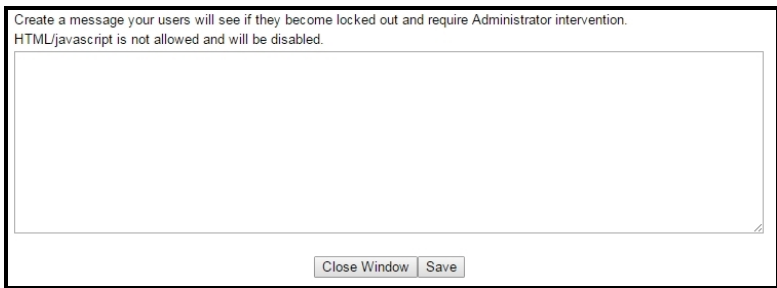 Create a message your users will see if they become locked out and require Administrator intervention.
HTML/javascript is not allowed and will be disabled.
Close Window Save